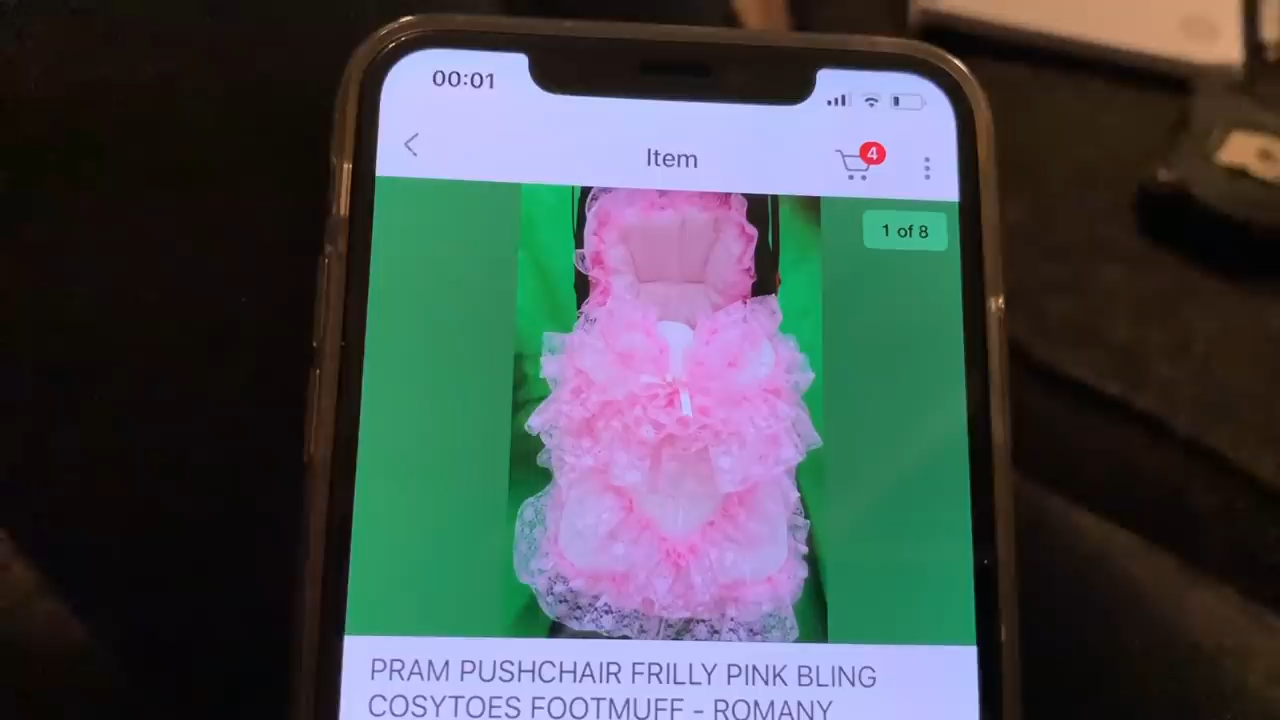 00:01
Item
4
1 of 8
PRAM PUSHCHAIR FRILLY PINK BLING
COSYTOES FOOTMUFF - ROMANY